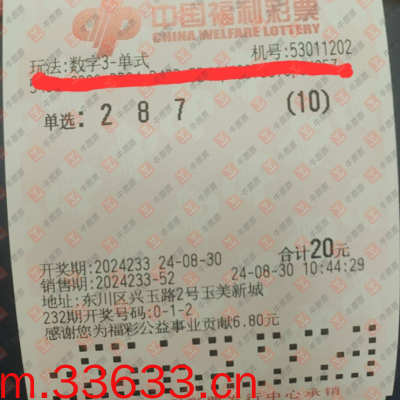 中国福利彩票
CHINA WELFARE LOTTERY
玩法:数字3-单式 机号:53011202
单选: 2 8 7 (10)
合计20元
开奖期:2024233 24-08-30
销售期:2024233-52 24-08-30 10:44:29
地址:东川区兴玉路2号玉美新城
232期开奖号码:0-1-2
感谢您为福彩公益事业贡献6.80元
m.33633.cn
中心承销